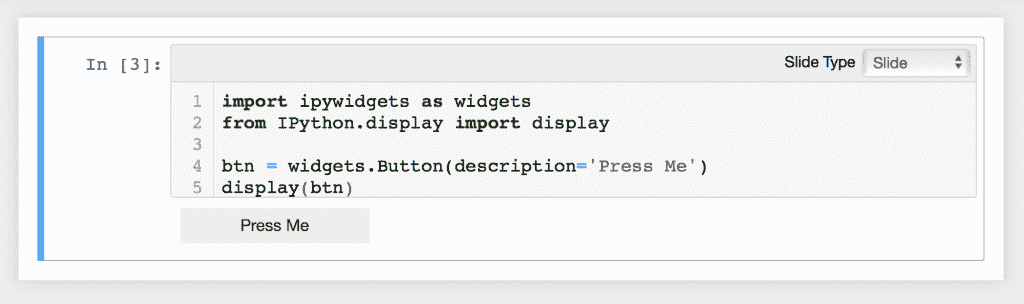 In [3]:
Slide Type Slide
1 import ipywidgets as widgets
2 from IPython.display import display
3
4 btn = widgets.Button(description='Press Me')
5 display(btn)
Press Me